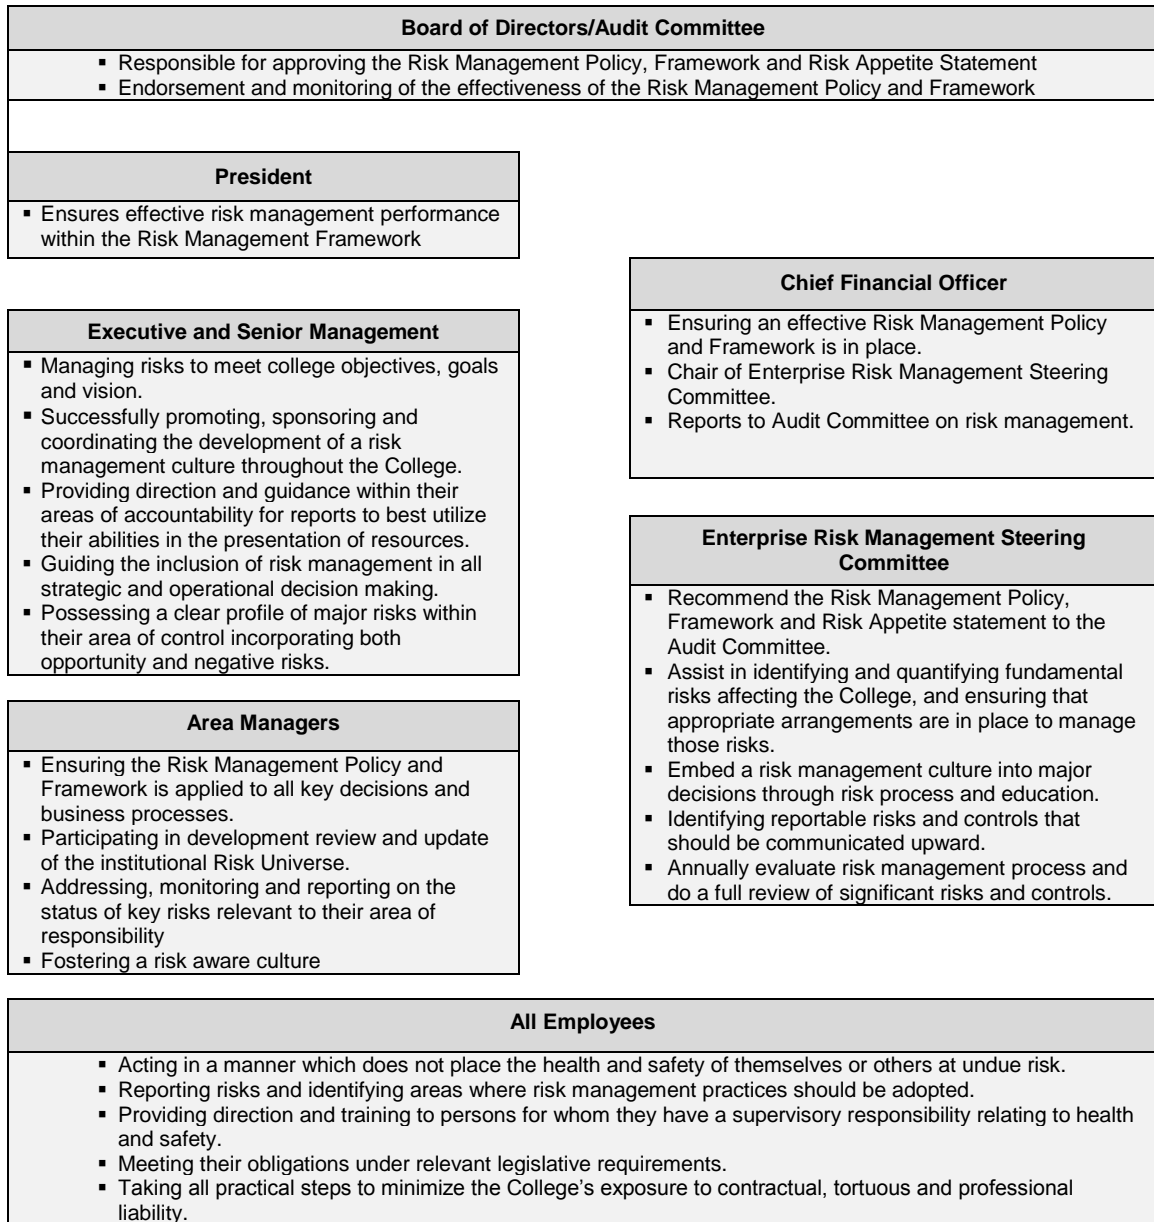 Board of Directors/Audit Committee
▪ Responsible for approving the Risk Management Policy, Framework and Risk Appetite Statement
▪ Endorsement and monitoring of the effectiveness of the Risk Management Policy and Framework
President
▪ Ensures effective risk management performance
within the Risk Management Framework
Executive and Senior Management
▪ Managing risks to meet college objectives, goals
and vision.
▪ Successfully promoting, sponsoring and
coordinating the development of a risk
management culture throughout the College.
▪ Providing direction and guidance within their
areas of accountability for reports to best utilize
their abilities in the presentation of resources.
▪ Guiding the inclusion of risk management in all
strategic and operational decision making.
▪ Possessing a clear profile of major risks within
their area of control incorporating both
opportunity and negative risks.
Area Managers
▪ Ensuring the Risk Management Policy and
Framework is applied to all key decisions and
business processes.
▪ Participating in development review and update
of the institutional Risk Universe.
▪ Addressing, monitoring and reporting on the
status of key risks relevant to their area of
responsibility
▪ Fostering a risk aware culture
Chief Financial Officer
▪ Ensuring an effective Risk Management Policy
and Framework is in place.
▪ Chair of Enterprise Risk Management Steering
Committee.
▪ Reports to Audit Committee on risk management.
Enterprise Risk Management Steering
Committee
▪ Recommend the Risk Management Policy,
Framework and Risk Appetite statement to the
Audit Committee.
▪ Assist in identifying and quantifying fundamental
risks affecting the College, and ensuring that
appropriate arrangements are in place to manage
those risks.
▪ Embed a risk management culture into major
decisions through risk process and education.
▪ Identifying reportable risks and controls that
should be communicated upward.
▪ Annually evaluate risk management process and
do a full review of significant risks and controls.
All Employees
▪ Acting in a manner which does not place the health and safety of themselves or others at undue risk.
▪ Reporting risks and identifying areas where risk management practices should be adopted.
▪ Providing direction and training to persons for whom they have a supervisory responsibility relating to health
and safety.
▪ Meeting their obligations under relevant legislative requirements.
▪ Taking all practical steps to minimize the College's exposure to contractual, tortuous and professional
liability.